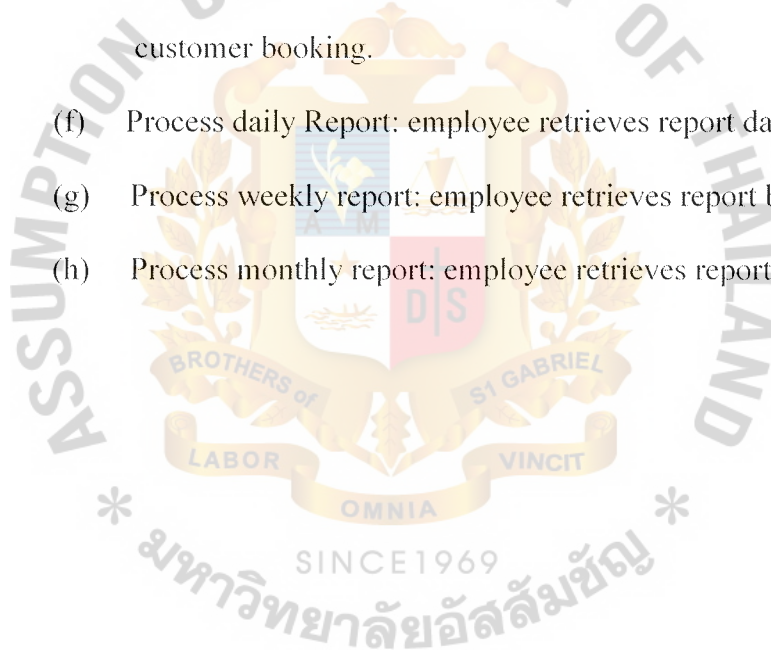 customer booking.
(f) Process daily Report: employee retrieves report da
(g) Process weekly report: employee retrieves report b
(h) Process monthly report: employee retrieves report
ASSUMPTION
OF
THAILAND
A M
D S
BROTHERS of
S1 GABRIEL
LABOR
VINCIT
OMNIA
*
*
SINCE1969
มหาวิทยาลัยอัสสัมชัญ